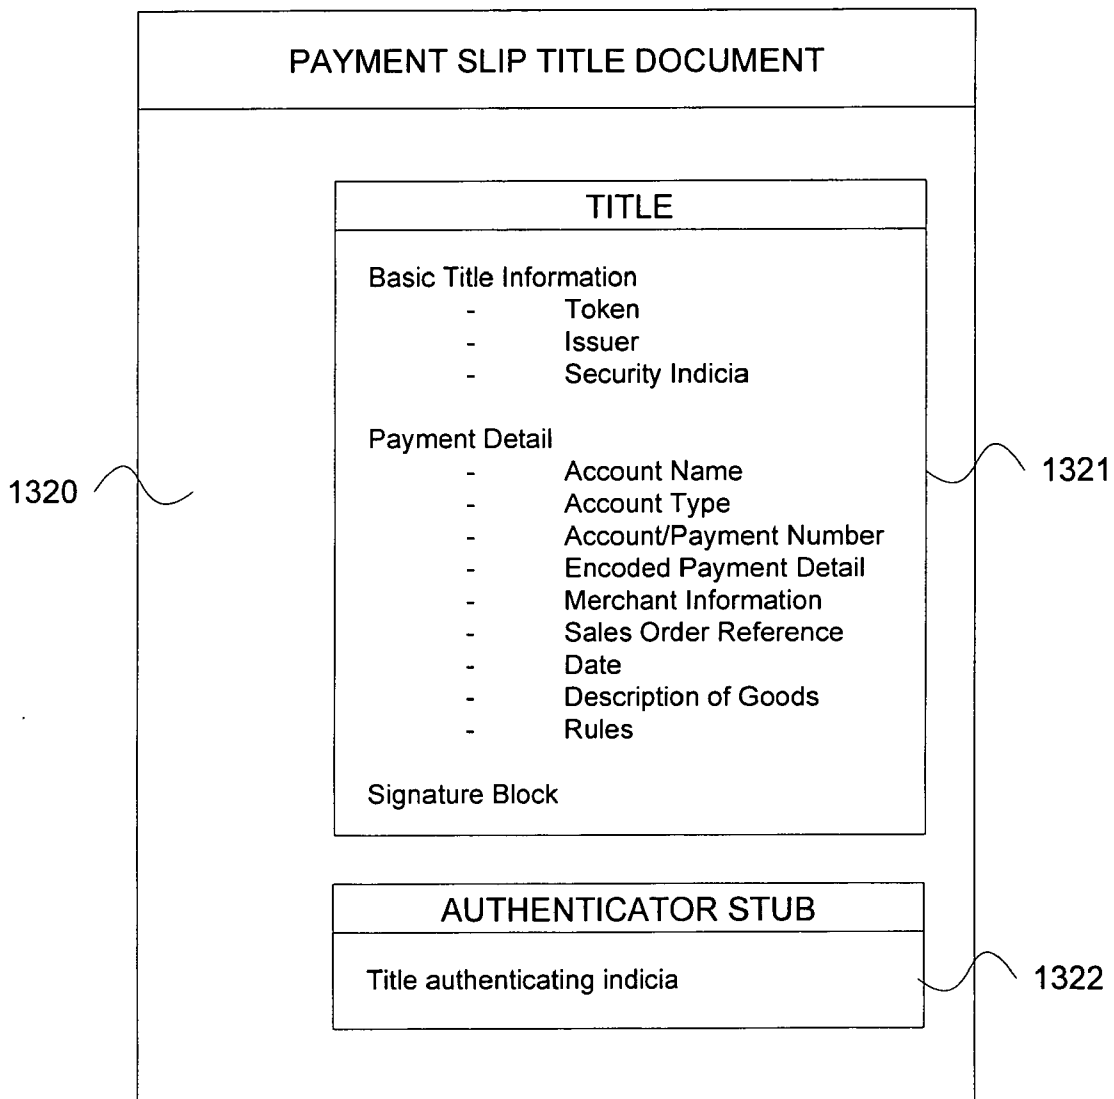 PAYMENT SLIP TITLE DOCUMENT
TITLE
Basic Title Information
- Token
- Issuer
- Security Indicia
Payment Detail
- Account Name
- Account Type
- Account/Payment Number
- Encoded Payment Detail
- Merchant Information
- Sales Order Reference
- Date
- Description of Goods
- Rules
Signature Block
1320
1321
AUTHENTICATOR STUB
Title authenticating indicia
1322